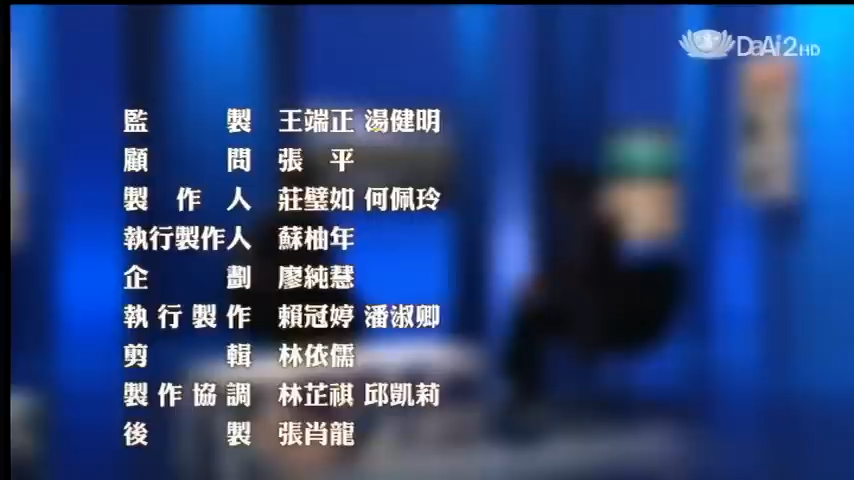 DaAi2HD
監製 王端正 湯健明
顧問 張平
製作人 莊璧如 何佩玲
執行製作人 蘇柚年
企劃 廖純慧
執行製作 賴冠婷 潘淑卿
剪輯 林依儒
製作協調 林芷祺 邱凱莉
後製 張肖龍